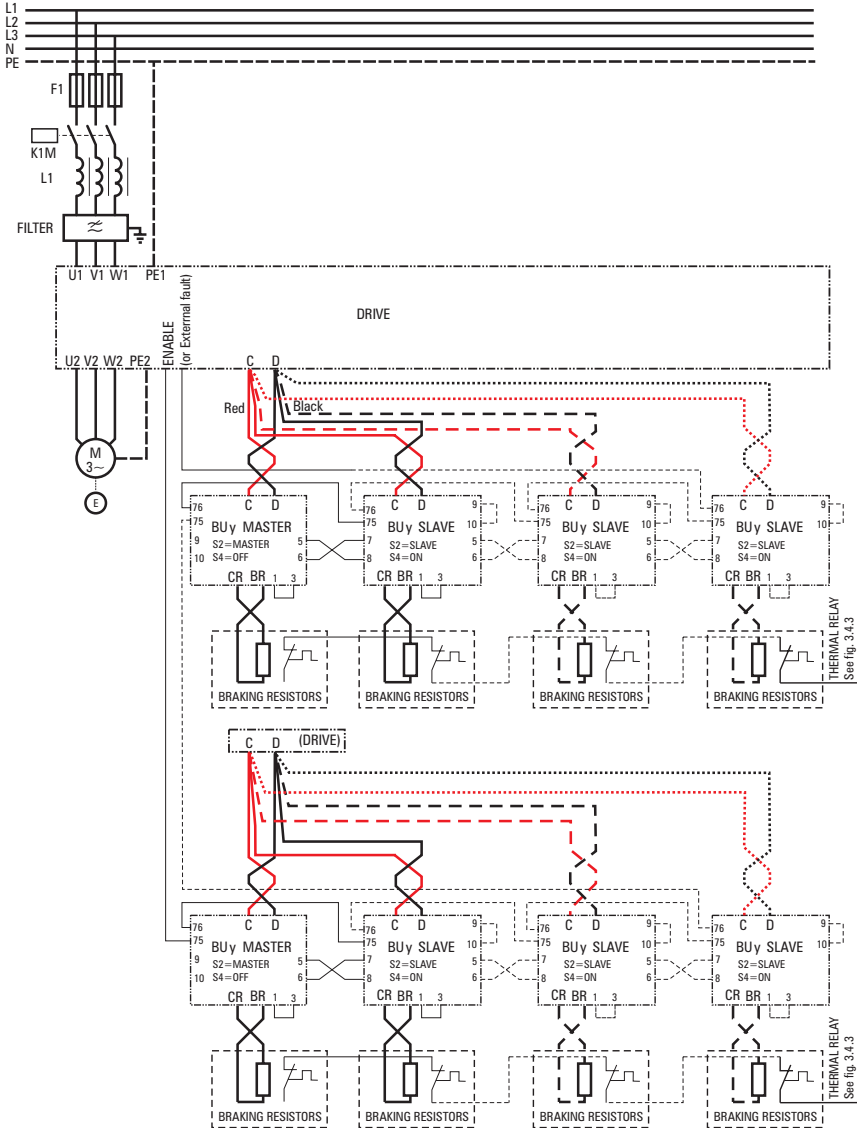 L1
L2
L3
N
PE
F1
K1M
L1
FILTER
U1 V1 W1 PE1
DRIVE
ENABLE
(or External fault)
U2 V2 W2 PE2
C D
Red
Black
M
3~
E
C D
76
75
BUy MASTER
9
S2=MASTER
5
10
S4=OFF
6
CR BR 1 3
C D
76
9
75
10
BUy SLAVE
7
S2=SLAVE
5
8
S4=ON
6
CR BR 1 3
C D
76
9
75
10
BUy SLAVE
7
S2=SLAVE
5
8
S4=ON
6
CR BR 1 3
C D
76
9
75
10
BUy SLAVE
7
S2=SLAVE
8
S4=ON
CR BR 1 3
BRAKING RESISTORS
BRAKING RESISTORS
BRAKING RESISTORS
BRAKING RESISTORS
THERMAL RELAY
See fig. 3.4.3
C D (DRIVE)
C D
76
75
BUy MASTER
9
S2=MASTER
5
10
S4=OFF
6
CR BR 1 3
C D
76
9
75
10
BUy SLAVE
7
S2=SLAVE
5
8
S4=ON
6
CR BR 1 3
C D
76
9
75
10
BUy SLAVE
7
S2=SLAVE
5
8
S4=ON
6
CR BR 1 3
C D
76
9
75
10
BUy SLAVE
7
S2=SLAVE
8
S4=ON
CR BR 1 3
BRAKING RESISTORS
BRAKING RESISTORS
BRAKING RESISTORS
BRAKING RESISTORS
THERMAL RELAY
See fig. 3.4.3